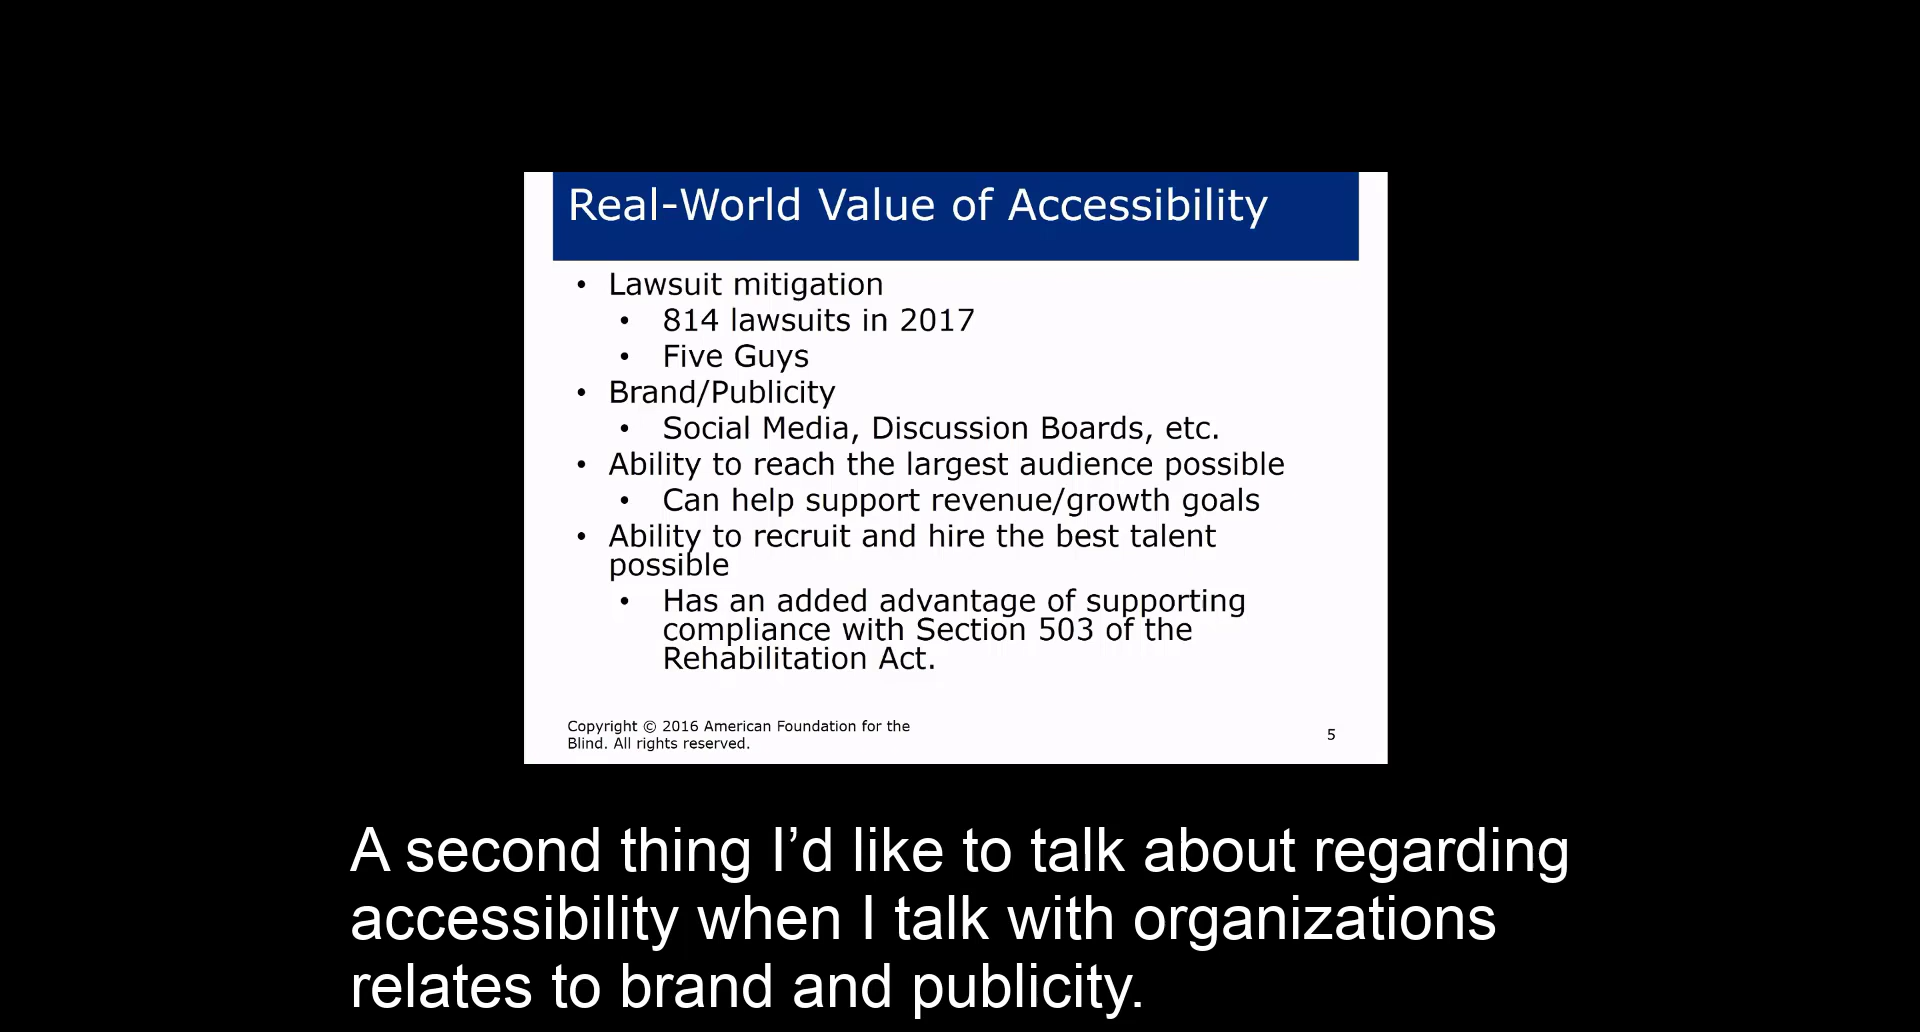 Real-World Value of Accessibility
• Lawsuit mitigation
• 814 lawsuits in 2017
• Five Guys
• Brand/Publicity
• Social Media, Discussion Boards, etc.
• Ability to reach the largest audience possible
• Can help support revenue/growth goals
• Ability to recruit and hire the best talent
possible
• Has an added advantage of supporting
compliance with Section 503 of the
Rehabilitation Act.
Copyright © 2016 American Foundation for the
Blind. All rights reserved.
5
A second thing I’d like to talk about regarding
accessibility when I talk with organizations
relates to brand and publicity.